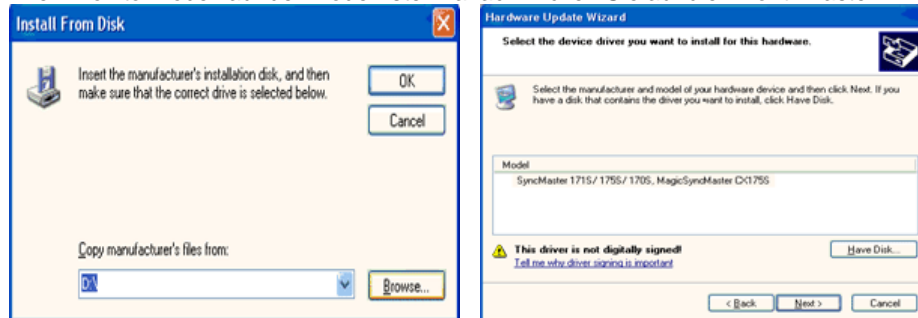 Install From Disk
Insert the manufacturer's installation disk, and then
make sure that the correct drive is selected below.
OK
Cancel
Copy manufacturer's files from:
D:\
Browse...
Hardware Update Wizard
Select the device driver you want to install for this hardware.
Select the manufacturer and model of your hardware device and then click Next. If you
have a disk that contains the driver you want to install, click Have Disk.
Model
SyncMaster 171S/ 175S/ 170S, MagicSyncMaster CX175S
This driver is not digitally signed!
Tell me why driver signing is important
Have Disk...
< Back
Next >
Cancel